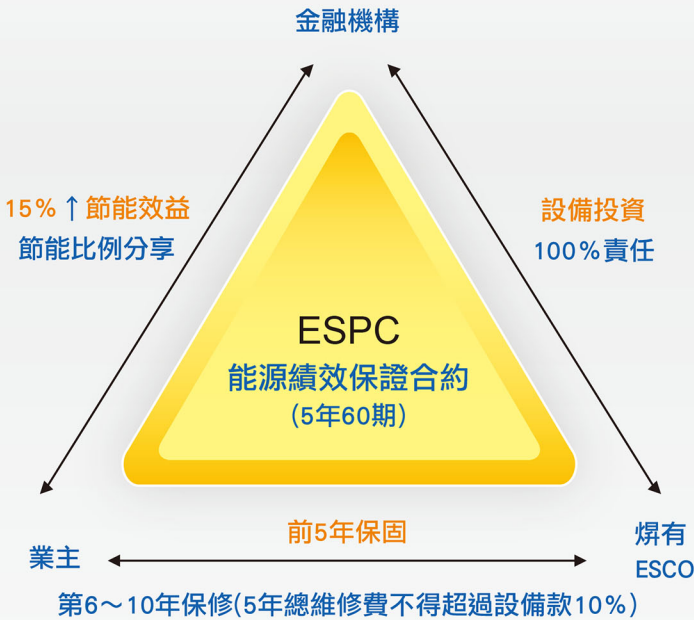 金融機構
15%↑節能效益
節能比例分享
設備投資
100%責任
ESPC
能源績效保證合約
(5年60期)
前5年保固
業主
焺有
ESCO
第6～10年保修(5年總維修費不得超過設備款10%)